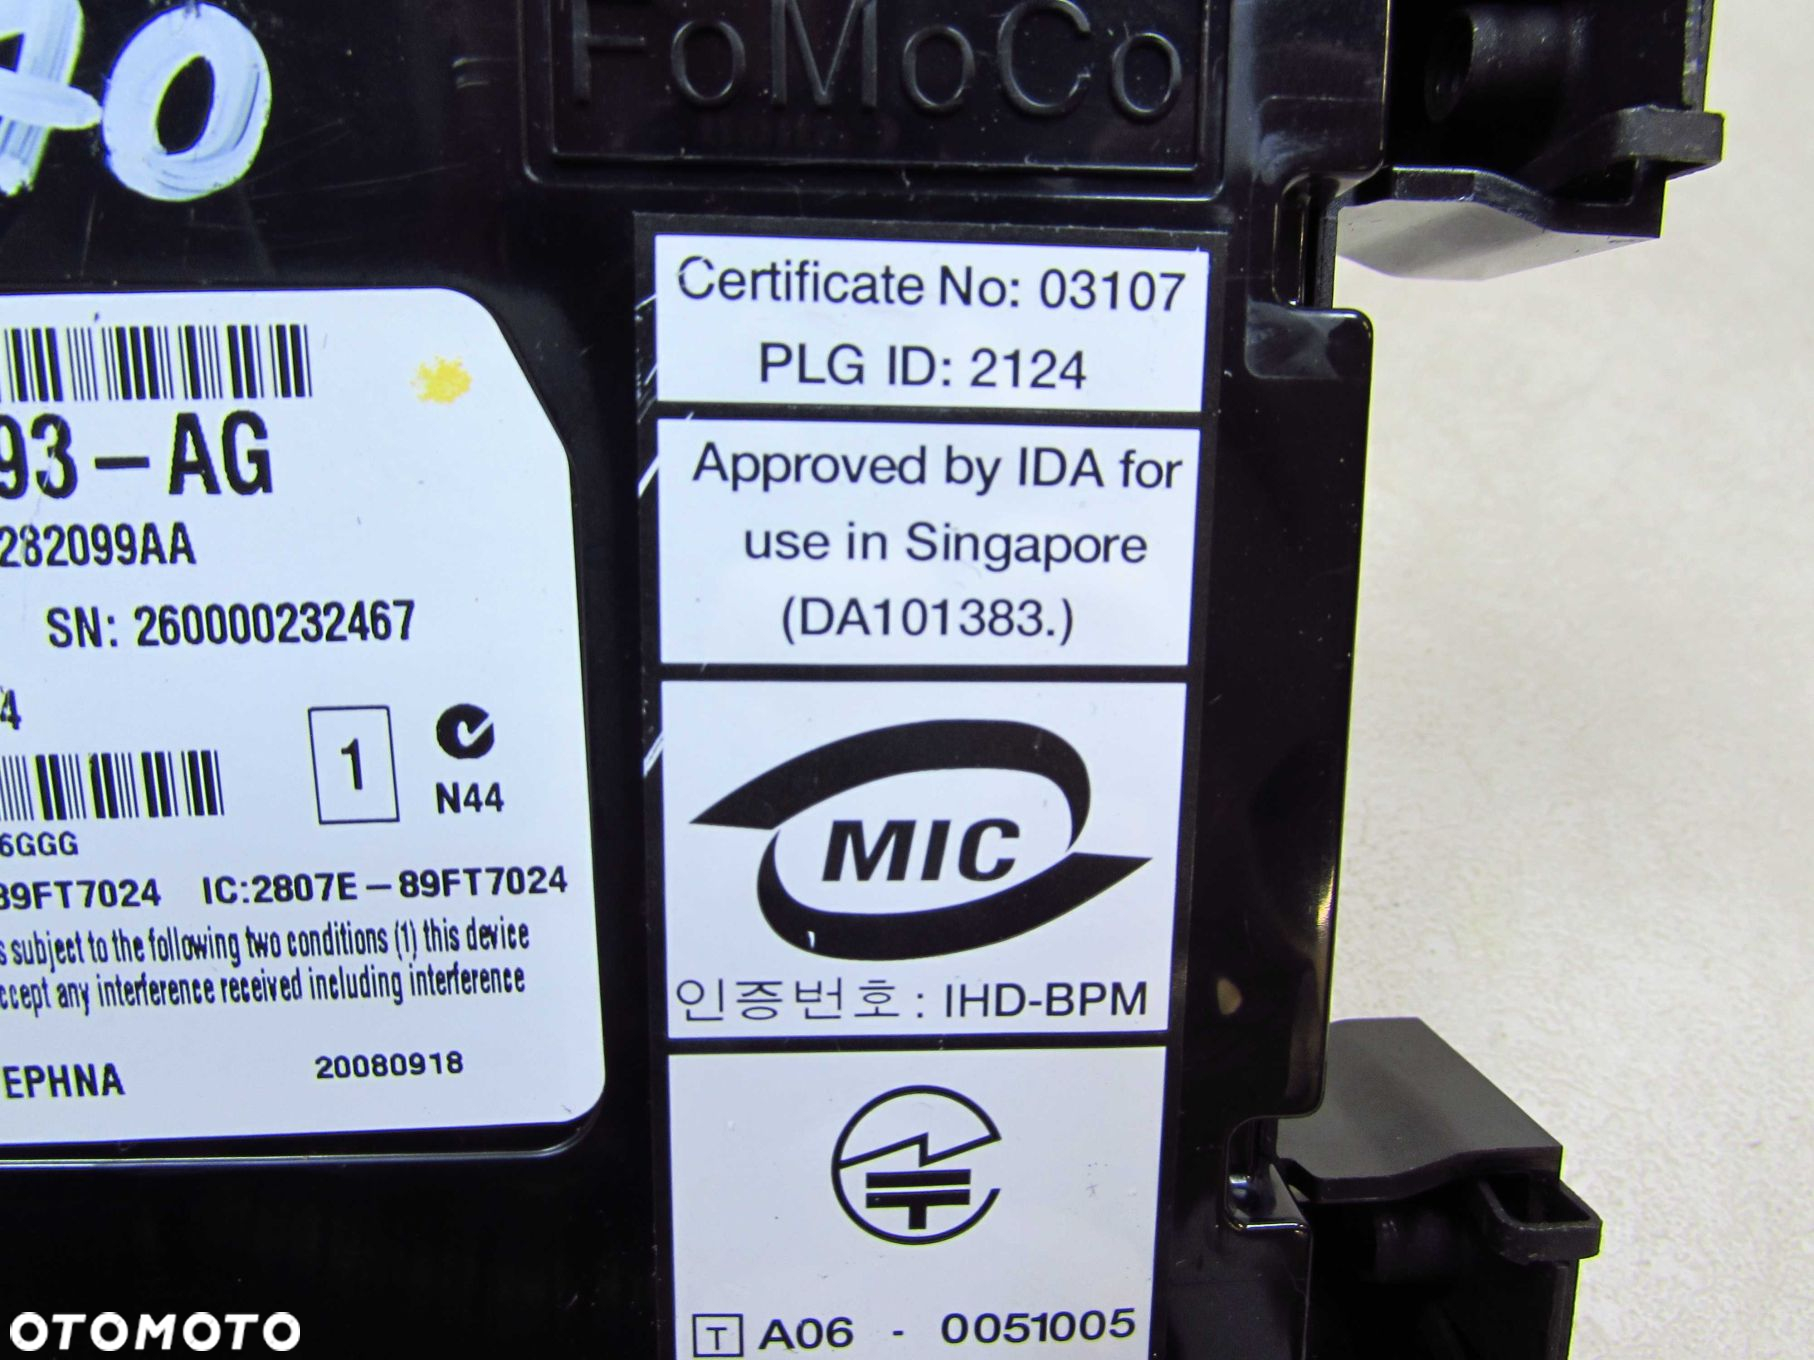 FoMoCo
Certificate No: 03107
PLG ID: 2124
Approved by IDA for
use in Singapore
(DA101383.)
MIC
인증번호 : IHD-BPM
T A06 - 0051005
93-AG
282099AA
SN: 260000232467
4
1
N44
6GGG
89FT7024 IC:2807E-89FT7024
subject to the following two conditions (1) this device
any interference received including interference
EPHNA 20080918
OTOMOTO